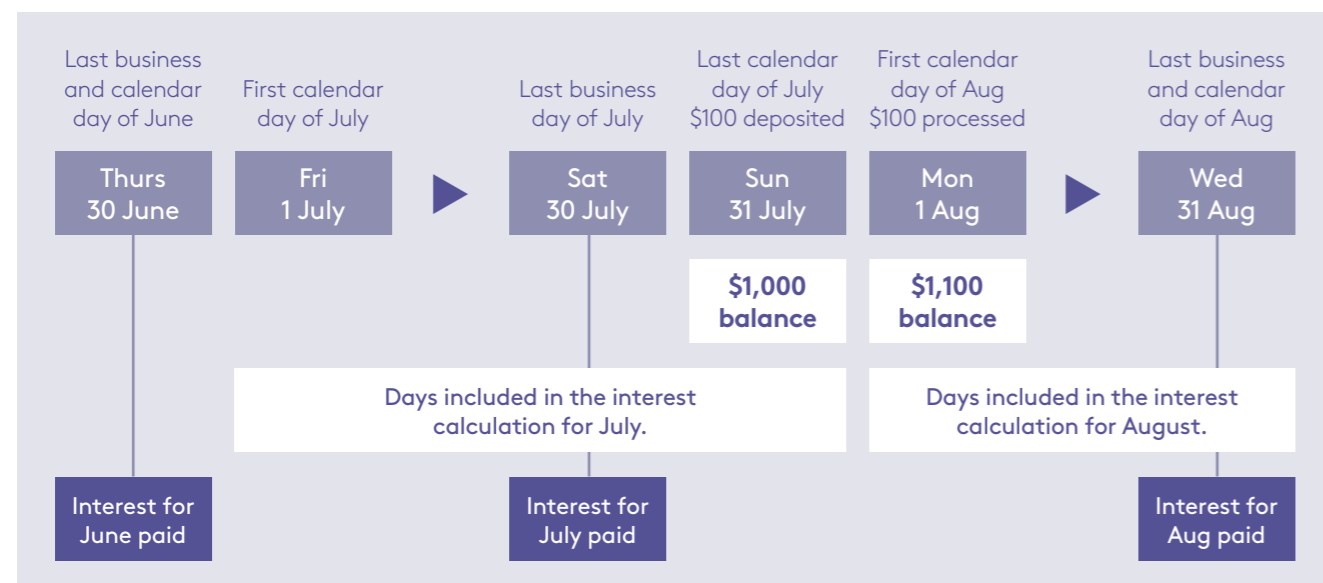 Last business
and calendar
day of June
First calendar
day of July
Last business
day of July
Last calendar
day of July
$100 deposited
First calendar
day of Aug
$100 processed
Last business
and calendar
day of Aug
Thurs
30 June
Fri
1 July
Sat
30 July
Sun
31 July
Mon
1 Aug
Wed
31 Aug
$1,000
balance
$1,100
balance
Days included in the interest
calculation for July.
Days included in the interest
calculation for August.
Interest for
June paid
Interest for
July paid
Interest for
Aug paid